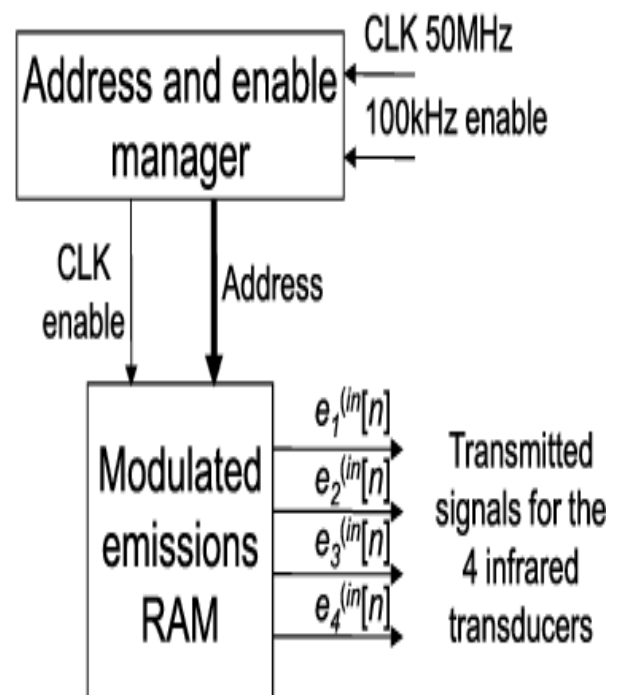 CLK 50MHz
Address and enable
manager
100kHz enable
CLK
enable
Address
Modulated
emissions
RAM
e₁⁽ⁱⁿ[n]
e₂⁽ⁱⁿ[n]
e₃⁽ⁱⁿ[n]
e₄⁽ⁱⁿ[n]
Transmitted
signals for the
4 infrared
transducers